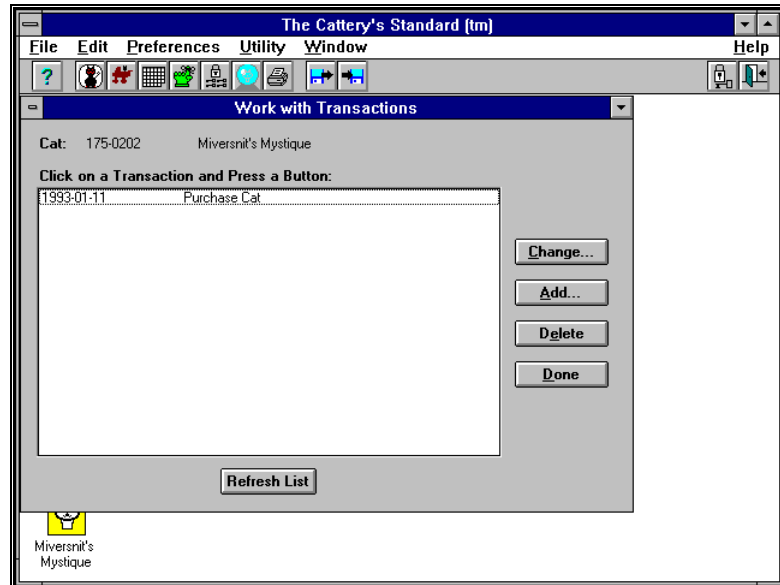 The Cattery's Standard (tm)
File Edit Preferences Utility Window Help
?
Work with Transactions
Cat: 175-0202 Miversnit's Mystique
Click on a Transaction and Press a Button:
1993-01-11 Purchase Cat
Change...
Add...
Delete
Done
Refresh List
Miversnit's
Mystique